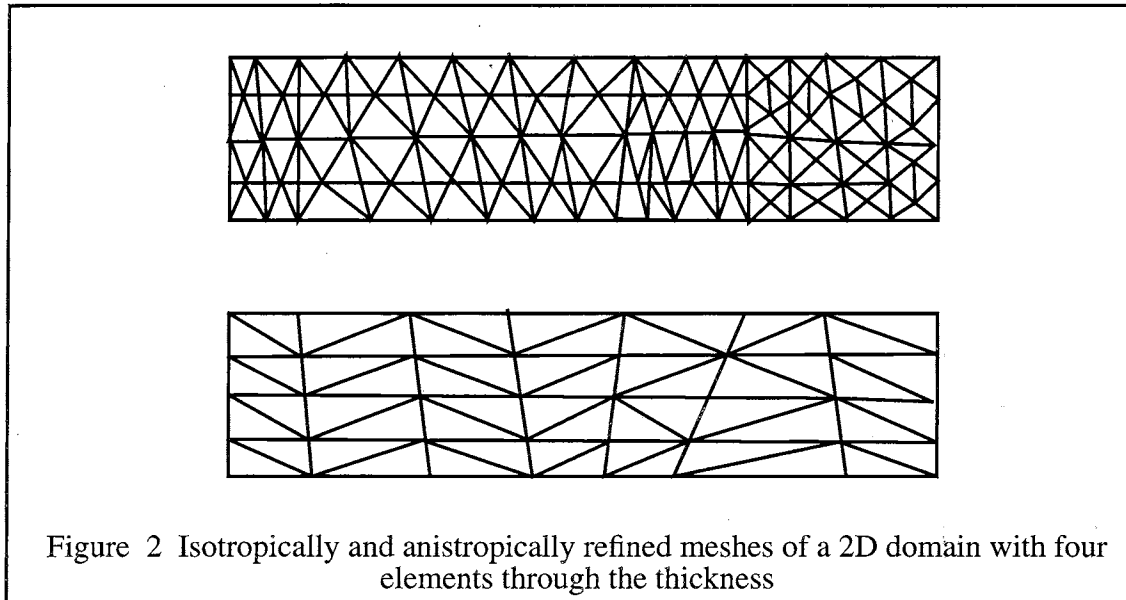 Figure 2 Isotropically and anistropically refined meshes of a 2D domain with four
elements through the thickness